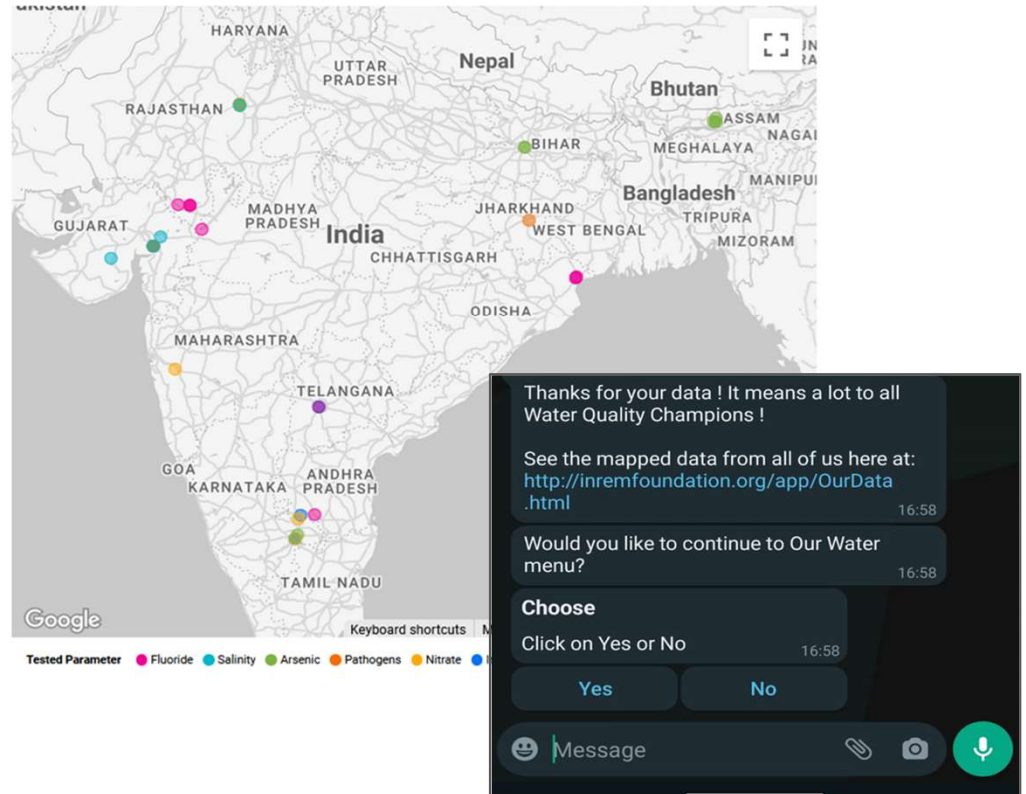 akistan
HARYANA
UTTAR
PRADESH
Nepal
Bhutan
RAJASTHAN
ASSAM
NAGAL
BIHAR
MEGHALAYA
MANIPU
Bangladesh
GUJARAT
MADHYA
PRADESH
India
JHARKHAND
TRIPURA
WEST BENGAL
MIZORAM
CHHATTISGARH
ODISHA
MAHARASHTRA
TELANGANA
GOA
KARNATAKA
ANDHRA
PRADESH
TAMIL NADU
Google
Keyboard shortcuts
Tested Parameter Fluoride Salinity Arsenic Pathogens Nitrate
Thanks for your data ! It means a lot to all
Water Quality Champions !
See the mapped data from all of us here at:
http://inremfoundation.org/app/OurData
.html
16:58
Would you like to continue to Our Water
menu?
16:58
Choose
Click on Yes or No
16:58
Yes No
Message